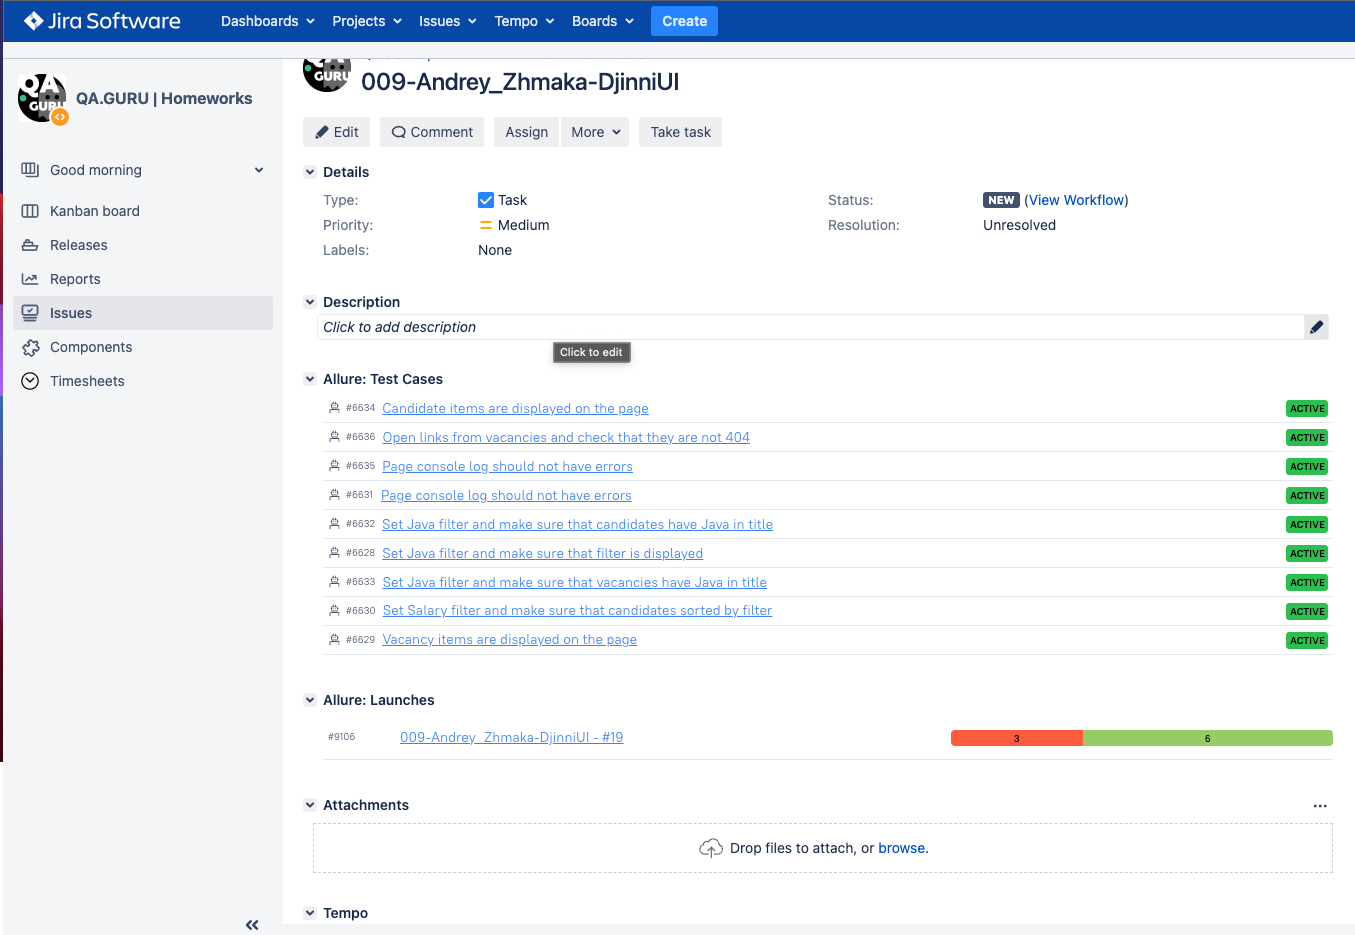 Jira Software Dashboards Projects Issues Tempo Boards Create
QA.GURU | Homeworks
Good morning
Kanban board
Releases
Reports
Issues
Components
Timesheets
QA
GURU
009-Andrey_Zhmaka-DjinniUI
Edit Comment Assign More Take task
Details
Type: Task Status: NEW (View Workflow)
Priority: Medium Resolution: Unresolved
Labels: None
Description
Click to add description
Click to edit
Allure: Test Cases
#6634 Candidate items are displayed on the page ACTIVE
#6636 Open links from vacancies and check that they are not 404 ACTIVE
#6635 Page console log should not have errors ACTIVE
#6631 Page console log should not have errors ACTIVE
#6632 Set Java filter and make sure that candidates have Java in title ACTIVE
#6628 Set Java filter and make sure that filter is displayed ACTIVE
#6633 Set Java filter and make sure that vacancies have Java in title ACTIVE
#6630 Set Salary filter and make sure that candidates sorted by filter ACTIVE
#6629 Vacancy items are displayed on the page ACTIVE
Allure: Launches
#9106 009-Andrey_Zhmaka-DjinniUI - #19 3 6
Attachments
Drop files to attach, or browse.
Tempo